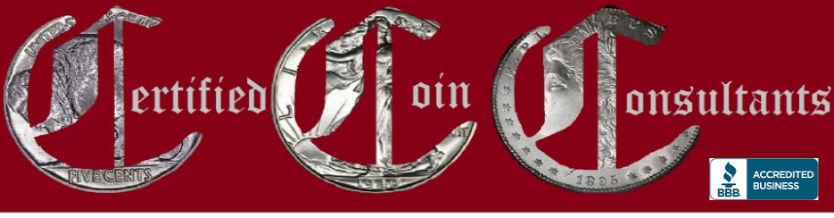 Certified Coin Consultants
FIVE CENTS
1895
BBB
ACCREDITED
BUSINESS